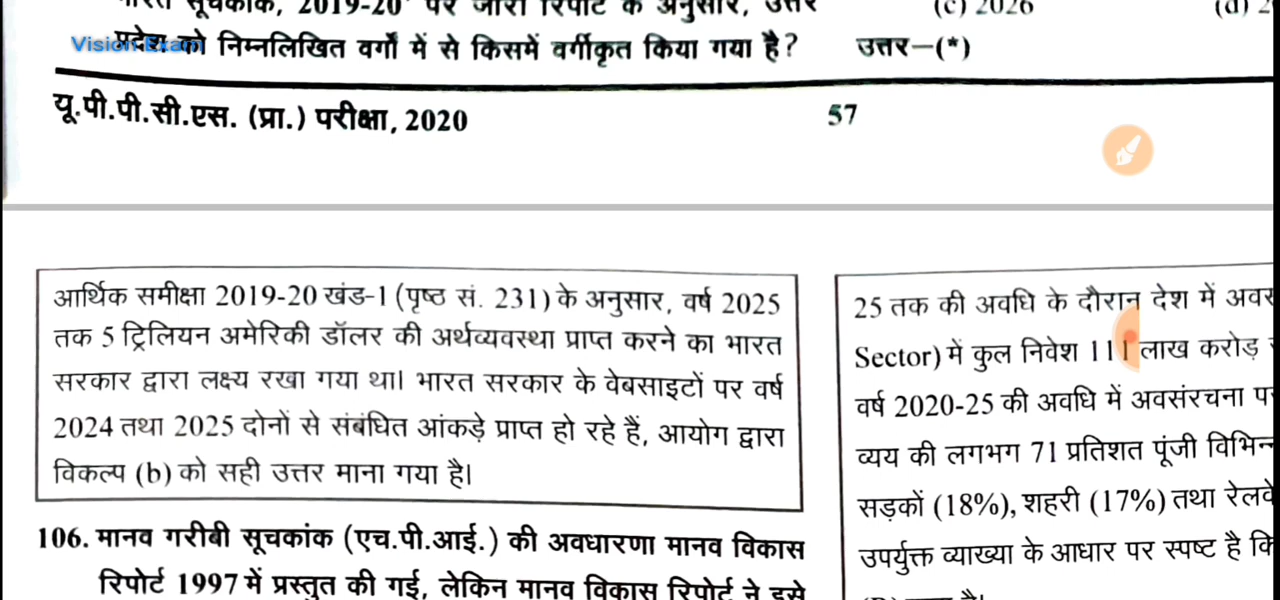 भारत सूचकांक, 2019-20 पर जारी रिपोर्ट के अनुसार, उत्तर
प्रदेश को निम्नलिखित वर्गों में से किसमें वर्गीकृत किया गया है?
Vision Exam
(c) 2026
(d)
उत्तर–(*)
यू.पी.पी.सी.एस. (प्रा.) परीक्षा, 2020
57
आर्थिक समीक्षा 2019-20 खंड-1 (पृष्ठ सं. 231) के अनुसार, वर्ष 2025
तक 5 ट्रिलियन अमेरिकी डॉलर की अर्थव्यवस्था प्राप्त करने का भारत
सरकार द्वारा लक्ष्य रखा गया था। भारत सरकार के वेबसाइटों पर वर्ष
2024 तथा 2025 दोनों से संबंधित आंकड़े प्राप्त हो रहे हैं, आयोग द्वारा
विकल्प (b) को सही उत्तर माना गया है।
106. मानव गरीबी सूचकांक (एच.पी.आई.) की अवधारणा मानव विकास
रिपोर्ट 1997 में प्रस्तुत की गई, लेकिन मानव विकास रिपोर्ट ने इसे
25 तक की अवधि के दौरान देश में
Sector) में कुल निवेश 111 लाख करोड़
वर्ष 2020-25 की अवधि में अवसंरचना
व्यय की लगभग 71 प्रतिशत पूंजी
सड़कों (18%), शहरी (17%) तथा रेलवे
उपर्युक्त व्याख्या के आधार पर स्पष्ट है